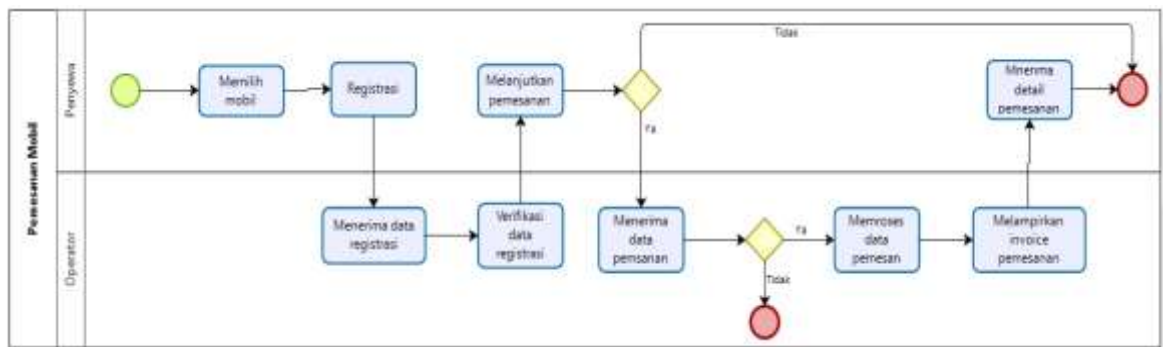 Pemesanan Mobil
Penyewa
Memilih
mobil
Registrasi
Melanjutkan
pemesanan
Tidak
Ya
Mnerima
detail
pemesanan
Operator
Menerima data
registrasi
Verifikasi
data
registrasi
Menerima
data
pemsanan
Ya
Tidak
Memroses
data
pemesan
Melampirkan
invoice
pemesanan